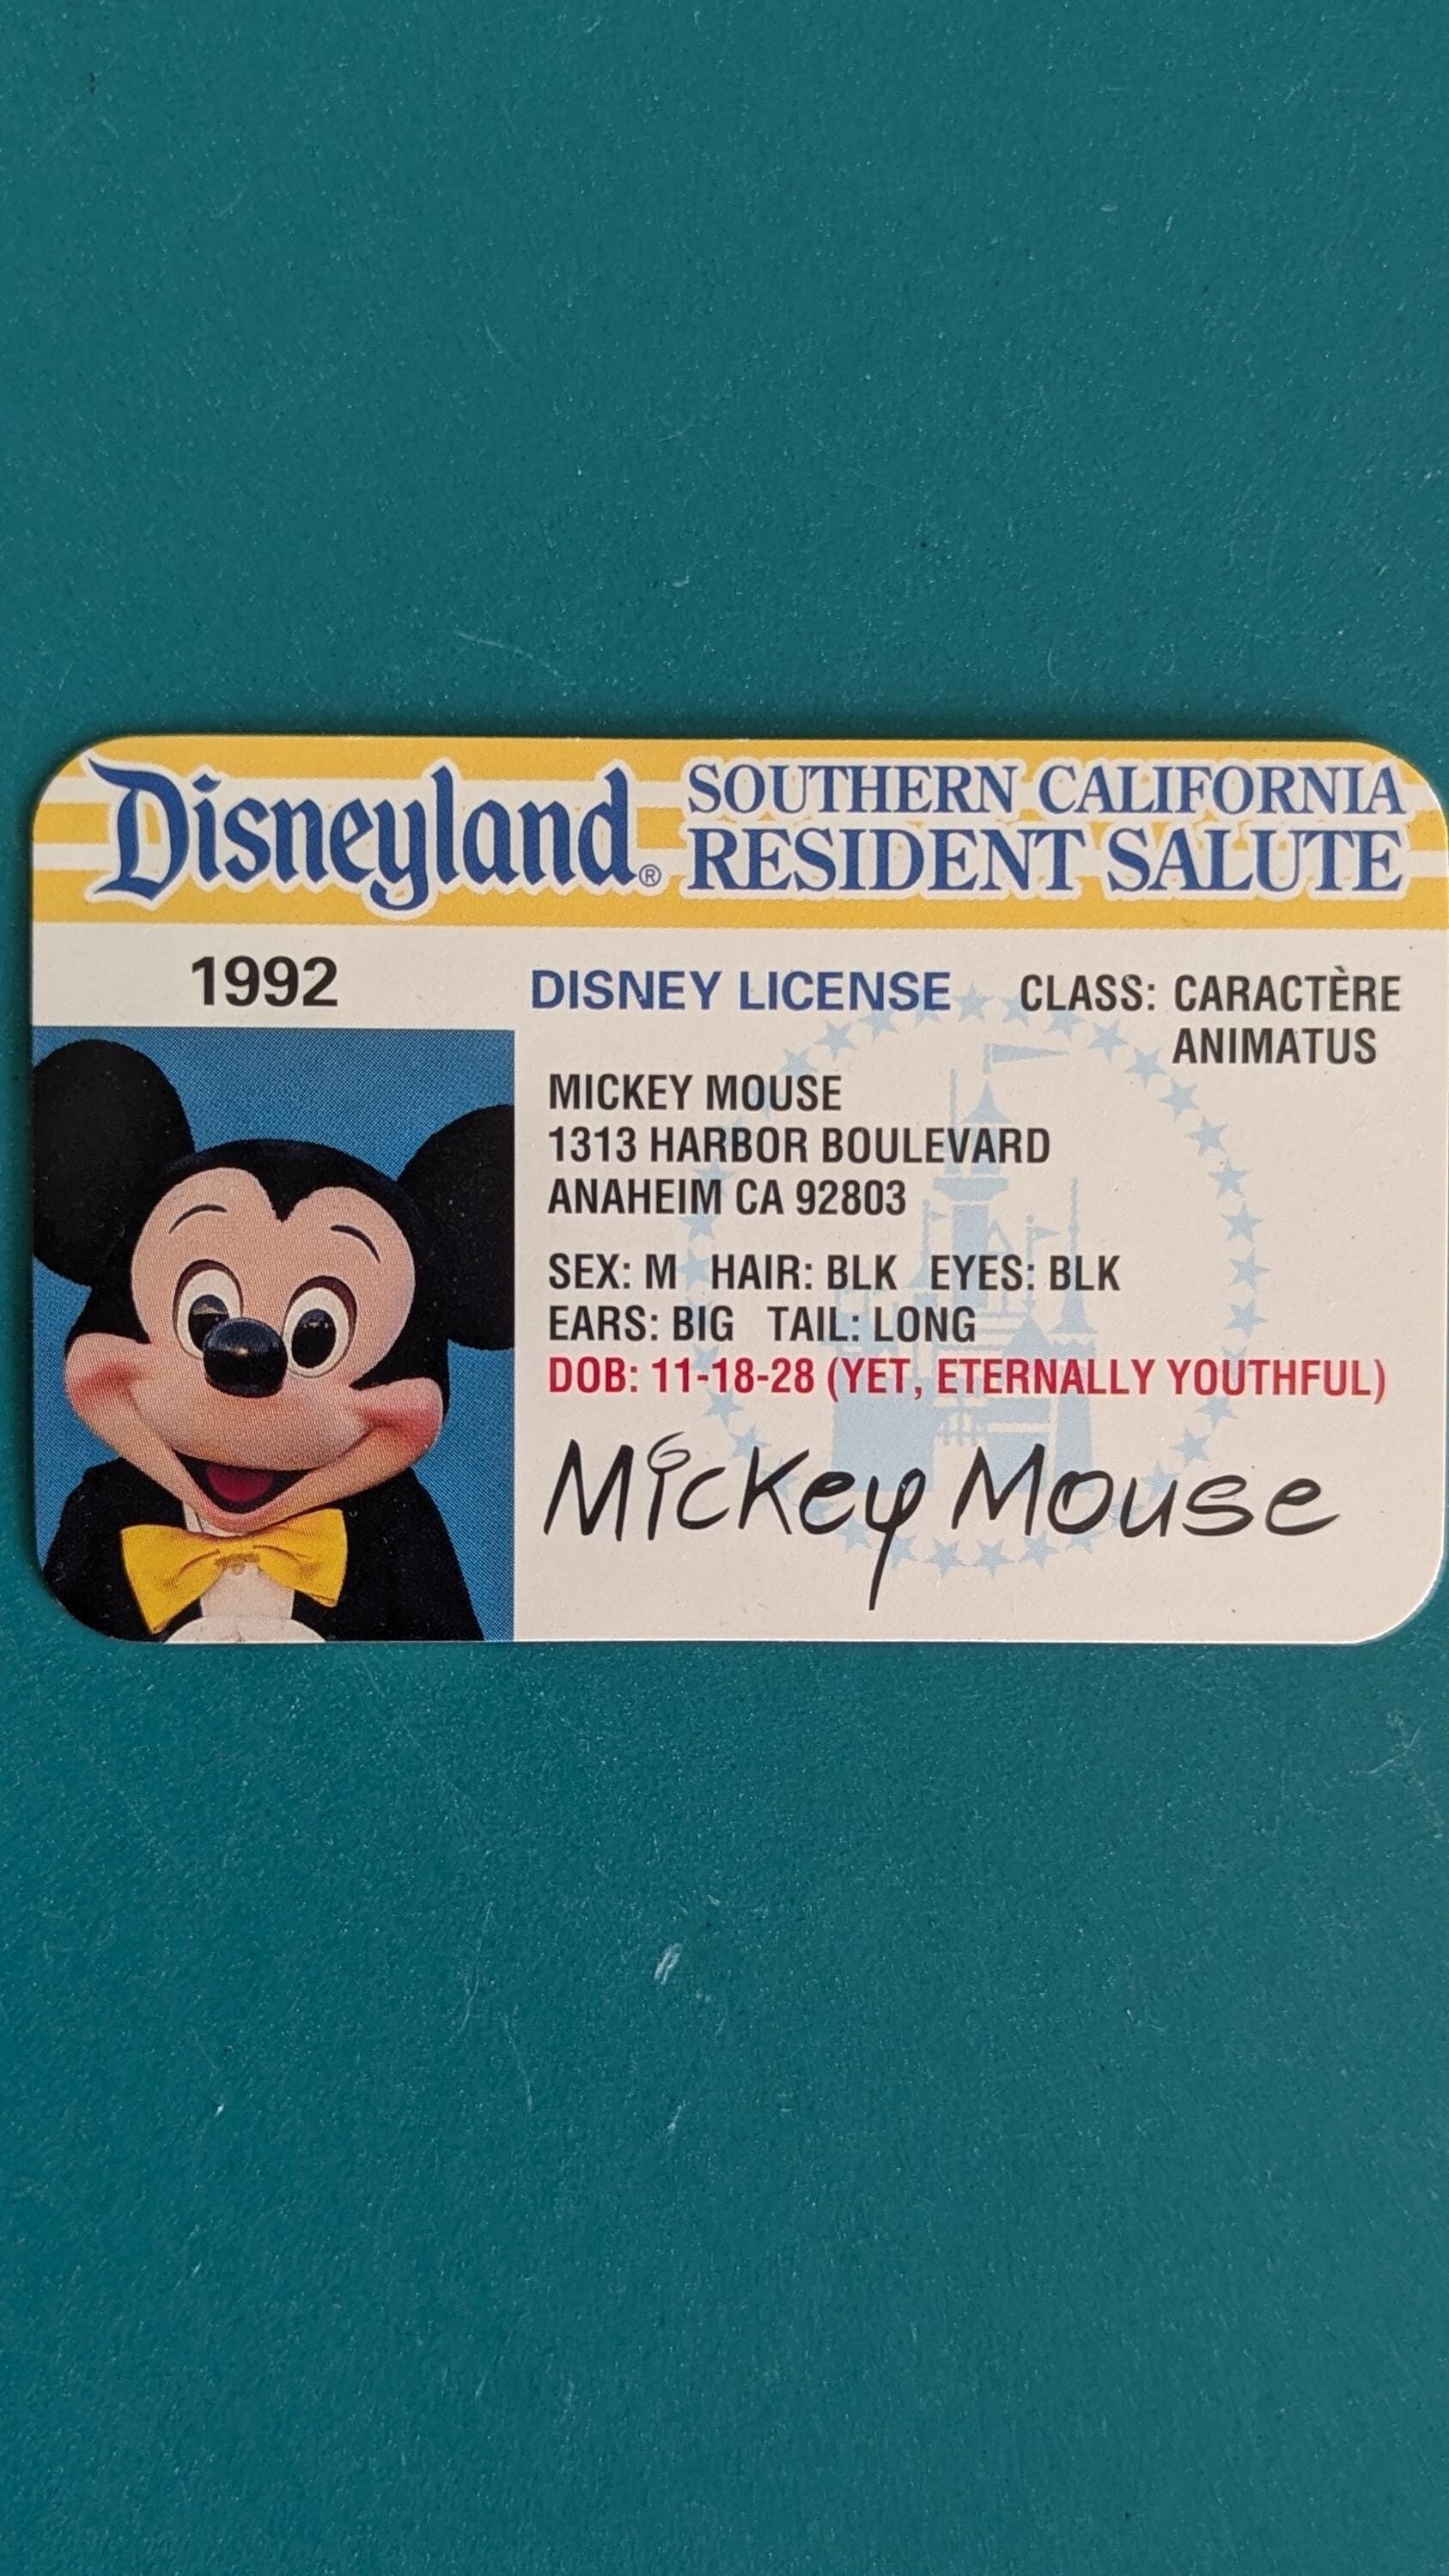 Disneyland® SOUTHERN CALIFORNIA
RESIDENT SALUTE
1992
DISNEY LICENSE CLASS: CARACTÈRE
ANIMATUS
MICKEY MOUSE
1313 HARBOR BOULEVARD
ANAHEIM CA 92803
SEX: M HAIR: BLK EYES: BLK
EARS: BIG TAIL: LONG
DOB: 11-18-28 (YET, ETERNALLY YOUTHFUL)
Mickey Mouse